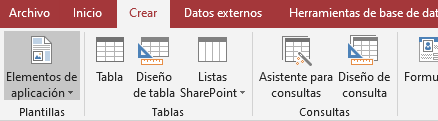 Archivo Inicio Crear Datos externos Herramientas de base de dat
Elementos de aplicación
Tabla
Diseño de tabla
Listas SharePoint
Asistente para consultas
Diseño de consulta
Formu
Plantillas Tablas Consultas